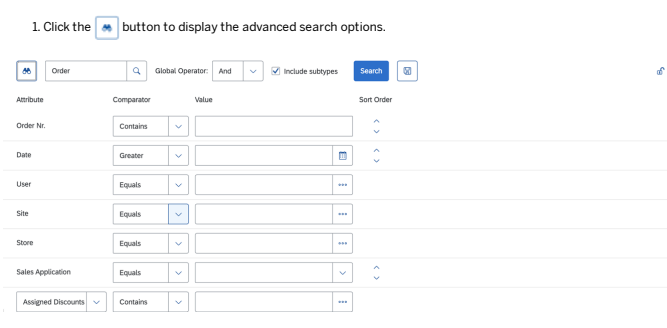 1. Click the button to display the advanced search options.
Order Global Operator: And Include subtypes Search
Attribute Comparator Value Sort Order
Order Nr. Contains
Date Greater
User Equals
Site Equals
Store Equals
Sales Application Equals
Assigned Discounts Contains